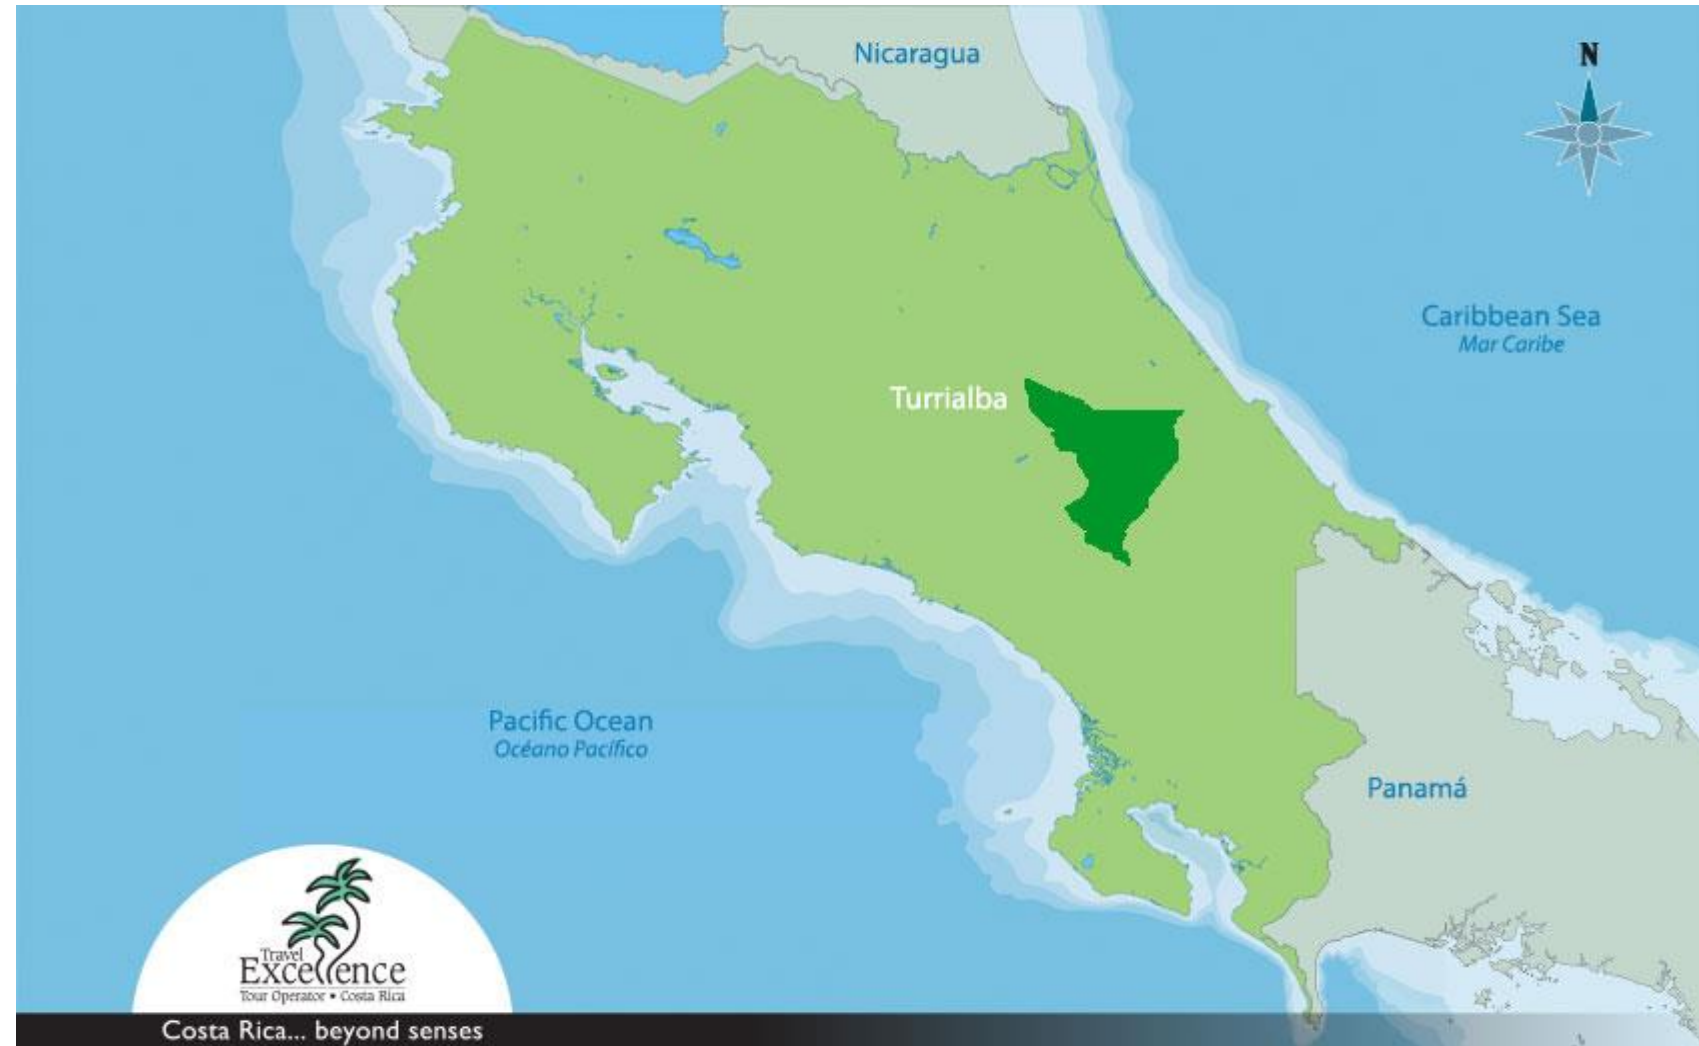 Nicaragua
N
Caribbean Sea
Mar Caribe
Turrialba
Pacific Ocean
Océano Pacífico
Panamá
Travel
Excellence
Tour Operator • Costa Rica
Costa Rica... beyond senses